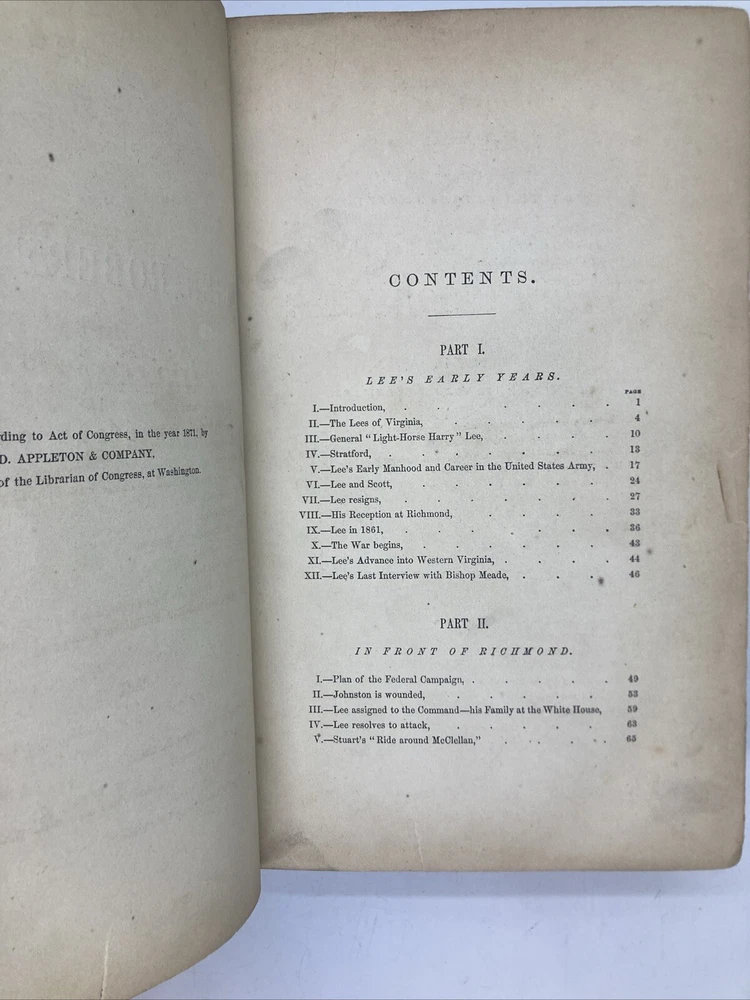 ding to Act of Congress, in the year 1871, by
D. APPLETON & COMPANY,
of the Librarian of Congress, at Washington.
CONTENTS.
PART I.
LEE'S EARLY YEARS.
PAGE
I.—Introduction, . . . . . . 1
II.—The Lees of Virginia, . . . . . 4
III.—General "Light-Horse Harry" Lee, . . . . 10
IV.—Stratford, . . . . . . 13
V.—Lee's Early Manhood and Career in the United States Army, . 17
VI.—Lee and Scott, . . . . . 24
VII.—Lee resigns, . . . . . . 27
VIII.—His Reception at Richmond, . . . . 33
IX.—Lee in 1861, . . . . . . 36
X.—The War begins, . . . . . 43
XI.—Lee's Advance into Western Virginia, . . . . 44
XII.—Lee's Last Interview with Bishop Meade, . . . 46
PART II.
IN FRONT OF RICHMOND.
I.—Plan of the Federal Campaign, . . . . . 49
II.—Johnston is wounded, . . . . . 53
III.—Lee assigned to the Command—his Family at the White House, 59
IV.—Lee resolves to attack, . . . . . 63
V.—Stuart's "Ride around McClellan," . . . . 65